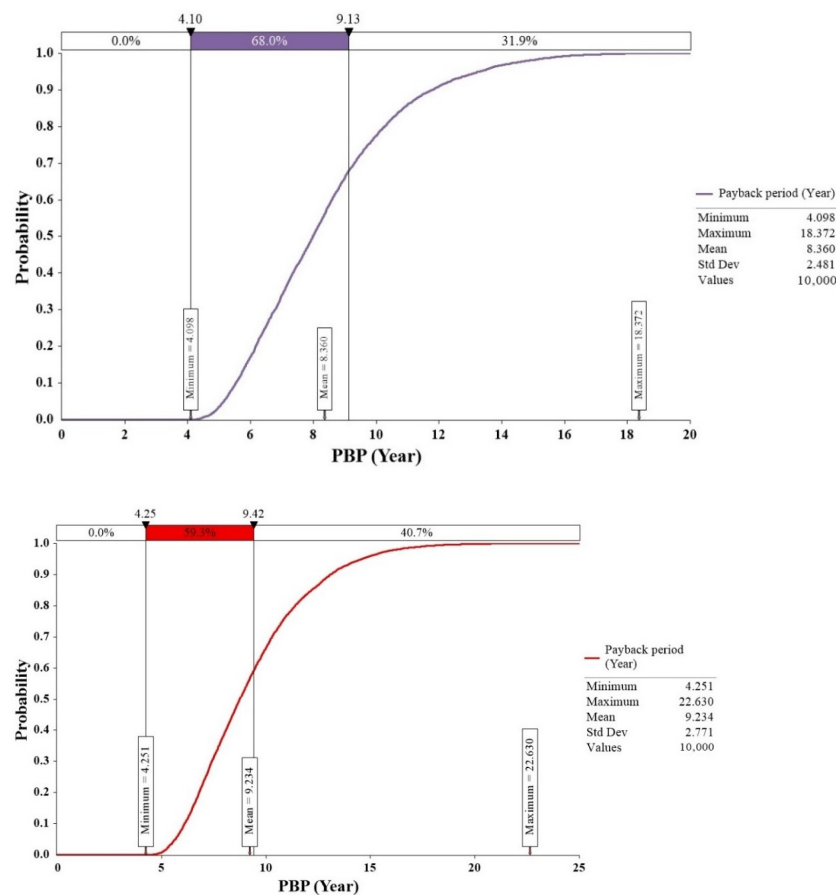 4.10 9.13
0.0% 68.0% 31.9%
1.0
0.9
0.8
0.7
0.6
0.5
0.4
0.3
0.2
0.1
0.0
Probability
Minimum = 4.098
Mean = 8.360
Maximum = 18.372
0 2 4 6 8 10 12 14 16 18 20
PBP (Year)
Payback period (Year)
Minimum 4.098
Maximum 18.372
Mean 8.360
Std Dev 2.481
Values 10,000
4.25 9.42
0.0% 59.3% 40.7%
1.0
0.9
0.8
0.7
0.6
0.5
0.4
0.3
0.2
0.1
0.0
Probability
Minimum = 4.251
Mean = 9.234
Maximum = 22.630
0 5 10 15 20 25
PBP (Year)
Payback period
(Year)
Minimum 4.251
Maximum 22.630
Mean 9.234
Std Dev 2.771
Values 10,000